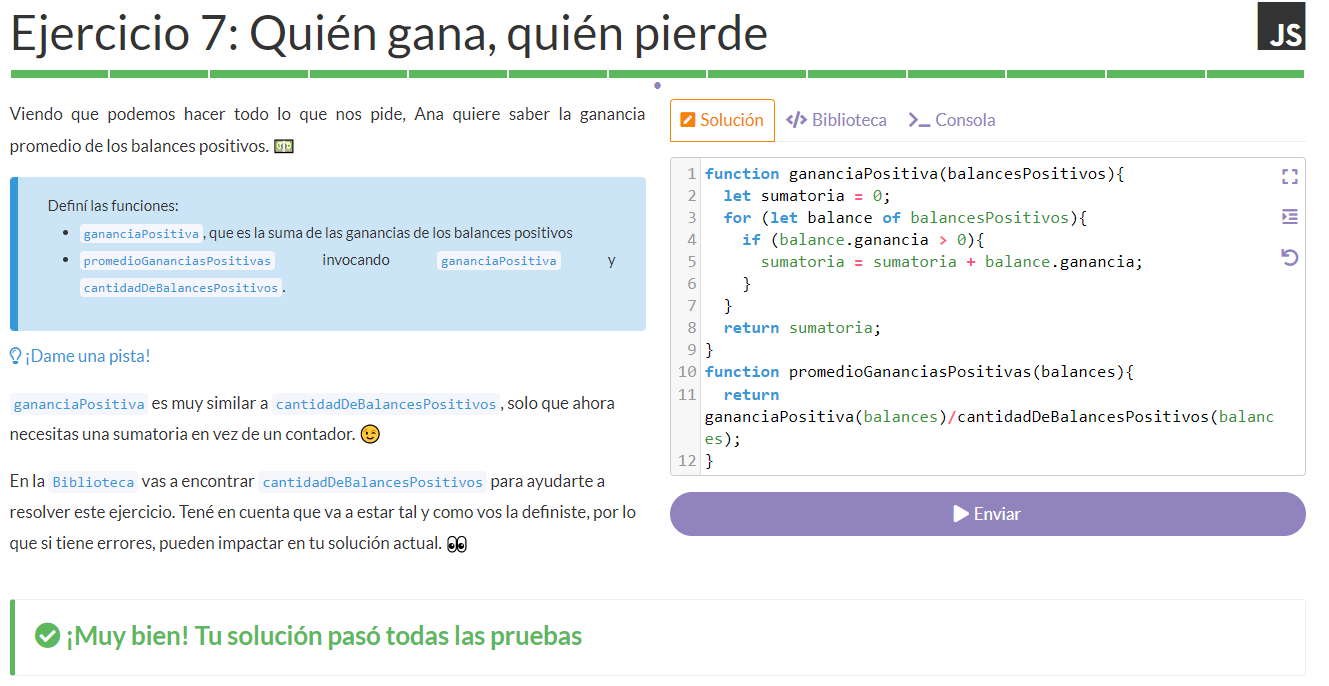 Ejercicio 7: Quién gana, quién pierde
JS
Viendo que podemos hacer todo lo que nos pide, Ana quiere saber la ganancia
promedio de los balances positivos. 💵
Definí las funciones:
• gananciaPositiva, que es la suma de las ganancias de los balances positivos
• promedioGananciasPositivas invocando gananciaPositiva y
cantidadDeBalancesPositivos.
¡Dame una pista!
gananciaPositiva es muy similar a cantidadDeBalancesPositivos, solo que ahora
necesitas una sumatoria en vez de un contador. 😉
En la Biblioteca vas a encontrar cantidadDeBalancesPositivos para ayudarte a
resolver este ejercicio. Tené en cuenta que va a estar tal y como vos la definiste, por lo
que si tiene errores, pueden impactar en tu solución actual. 👀
Solución </> Biblioteca >_ Consola
1 function gananciaPositiva(balancesPositivos){
2   let sumatoria = 0;
3   for (let balance of balancesPositivos){
4     if (balance.ganancia > 0){
5       sumatoria = sumatoria + balance.ganancia;
6     }
7   }
8   return sumatoria;
9 }
10 function promedioGananciasPositivas(balances){
11   return
gananciaPositiva(balances)/cantidadDeBalancesPositivos(balanc
es);
12 }
Enviar
¡Muy bien! Tu solución pasó todas las pruebas